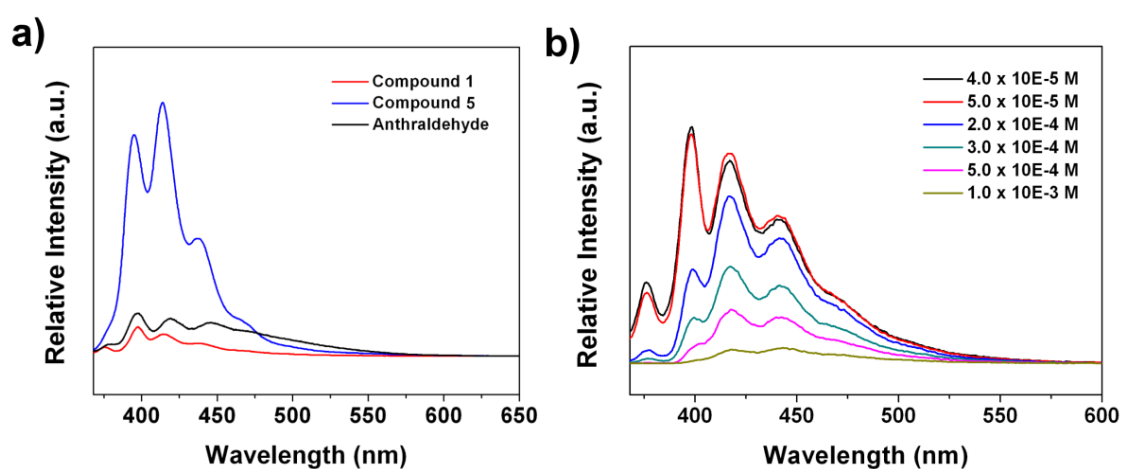 a)
Relative Intensity (a.u.)
Compound 1
Compound 5
Anthraldehyde
400 450 500 550 600 650
Wavelength (nm)
b)
Relative Intensity (a.u.)
4.0 x 10E-5 M
5.0 x 10E-5 M
2.0 x 10E-4 M
3.0 x 10E-4 M
5.0 x 10E-4 M
1.0 x 10E-3 M
400 450 500 550 600
Wavelength (nm)